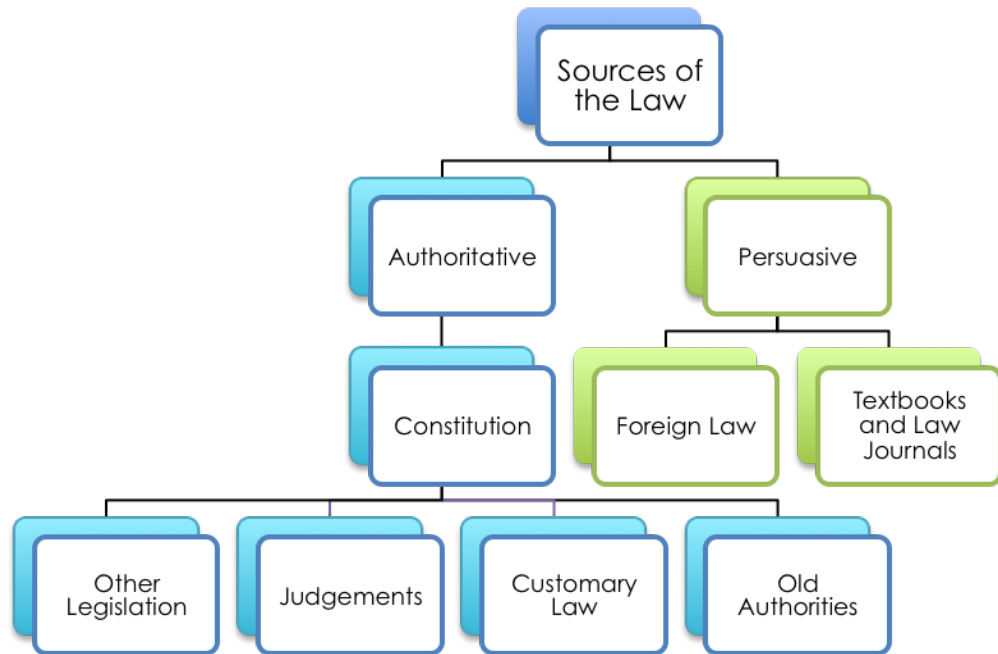 Sources of
the Law
Authoritative
Persuasive
Constitution
Foreign Law
Textbooks
and Law
Journals
Other
Legislation
Judgements
Customary
Law
Old
Authorities